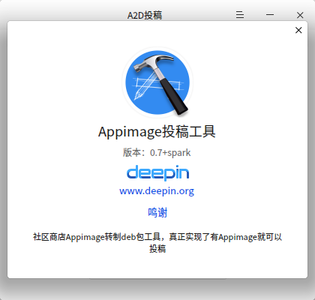 A2D投稿
Appimage投稿工具
版本：0.7+spark
deepin
www.deepin.org
鸣谢
社区商店Appimage转制deb包工具，真正实现了有Appimage就可以
投稿